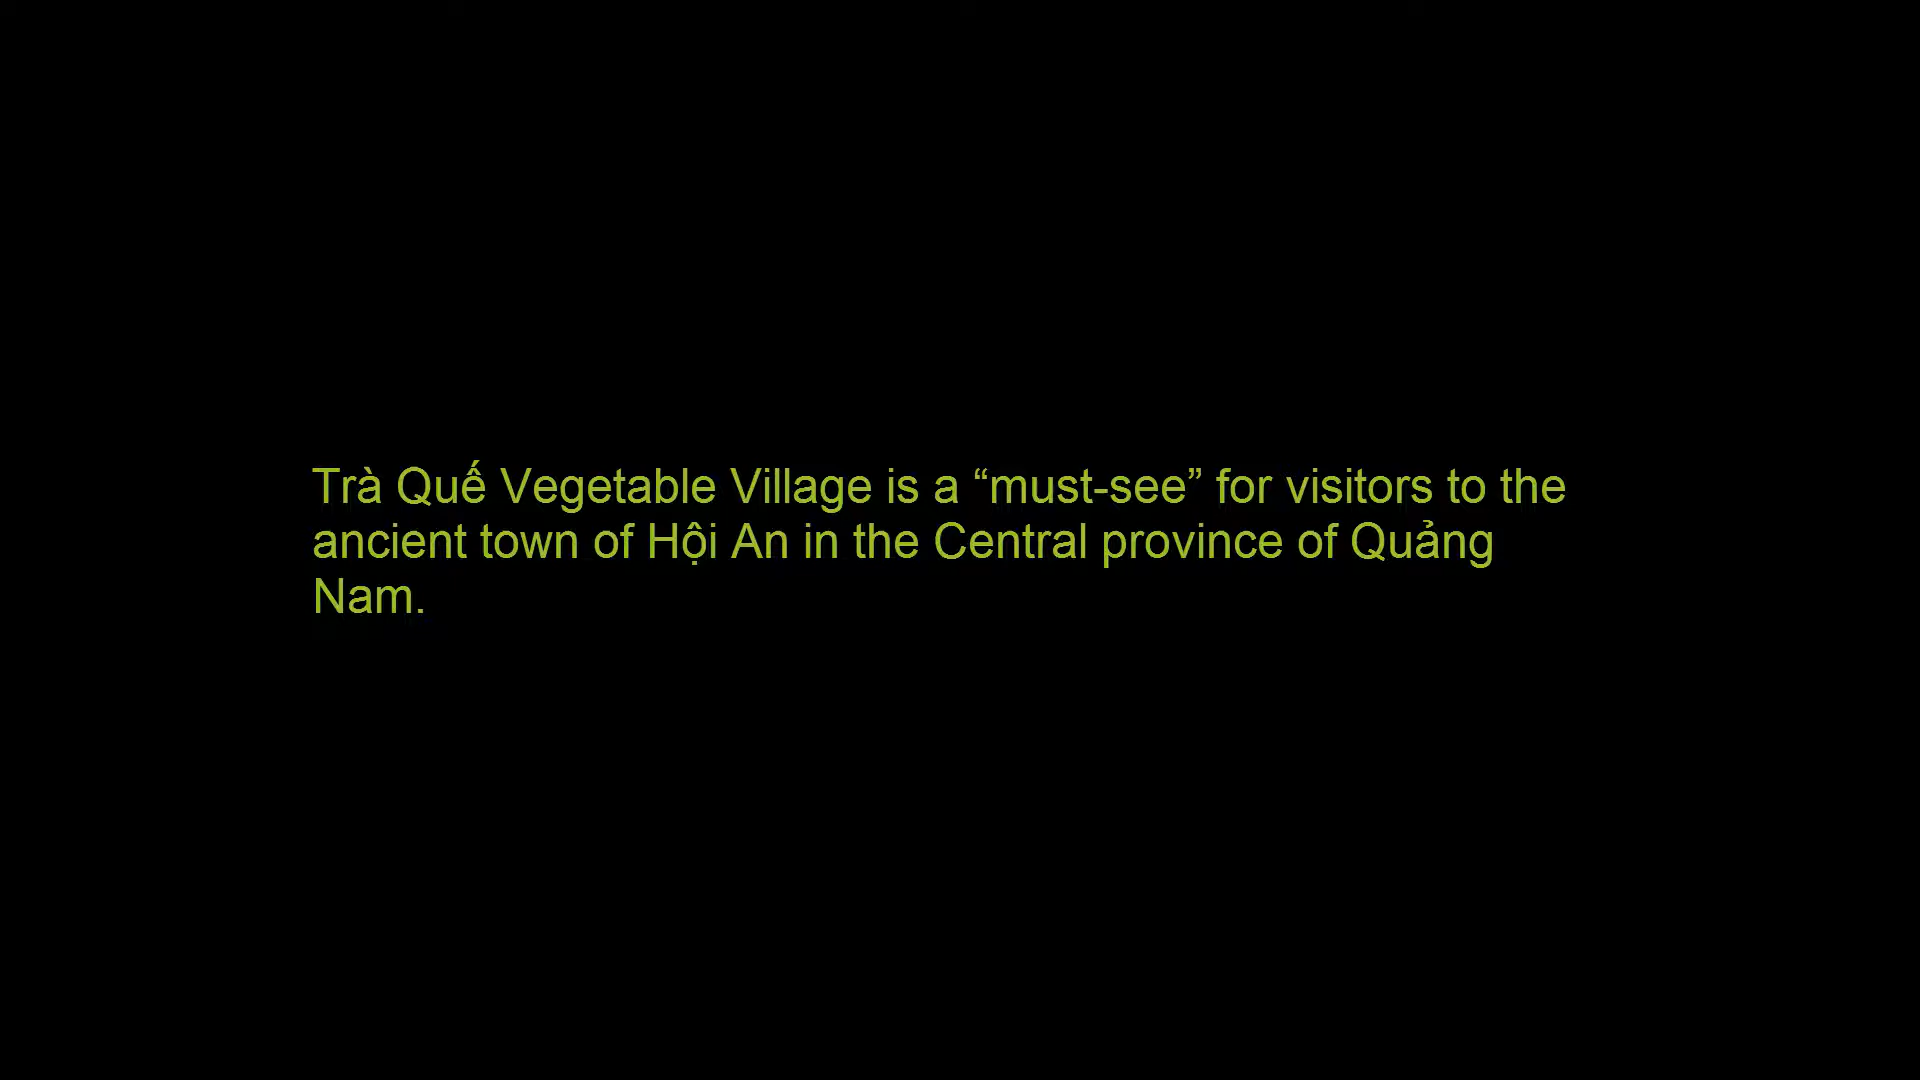 Trà Quế Vegetable Village is a “must-see” for visitors to the
ancient town of Hội An in the Central province of Quảng
Nam.